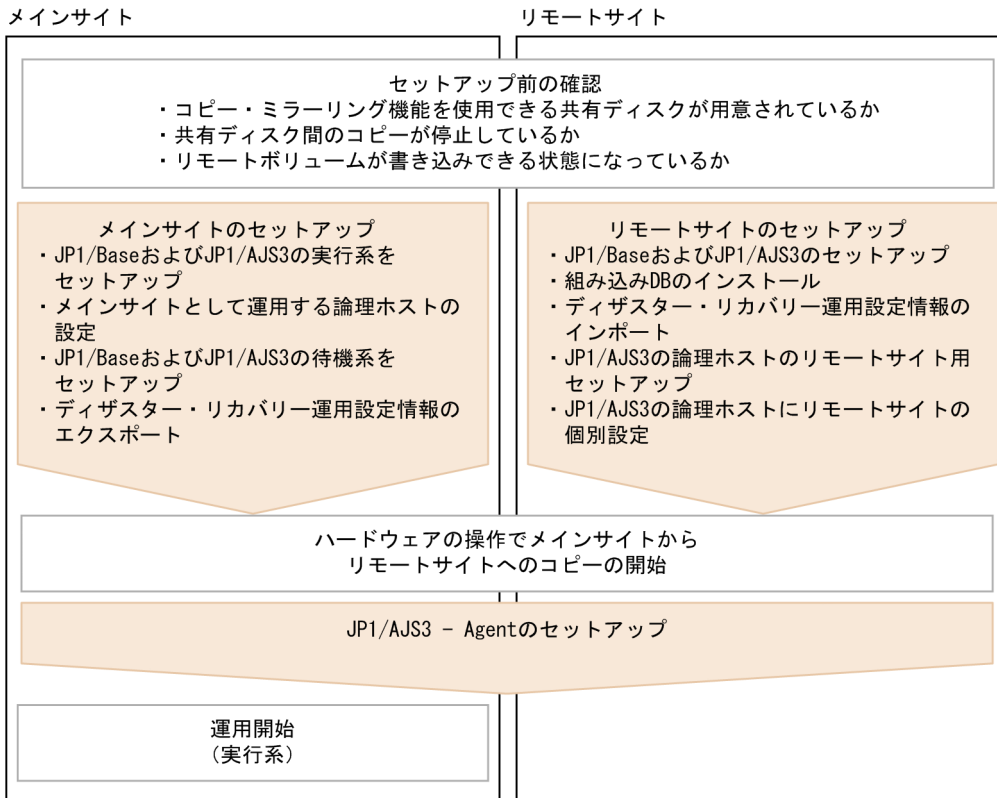 メインサイト
リモートサイト
セットアップ前の確認
・コピー・ミラーリング機能を使用できる共有ディスクが用意されているか
・共有ディスク間のコピーが停止しているか
・リモートボリュームが書き込みできる状態になっているか
メインサイトのセットアップ
・JP1/BaseおよびJP1/AJS3の実行系を
セットアップ
・メインサイトとして運用する論理ホストの
設定
・JP1/BaseおよびJP1/AJS3の待機系を
セットアップ
・ディザスター・リカバリー運用設定情報の
エクスポート
リモートサイトのセットアップ
・JP1/BaseおよびJP1/AJS3のセットアップ
・組み込みDBのインストール
・ディザスター・リカバリー運用設定情報の
インポート
・JP1/AJS3の論理ホストのリモートサイト用
セットアップ
・JP1/AJS3の論理ホストにリモートサイトの
個別設定
ハードウェアの操作でメインサイトから
リモートサイトへのコピーの開始
JP1/AJS3 − Agentのセットアップ
運用開始
(実行系)